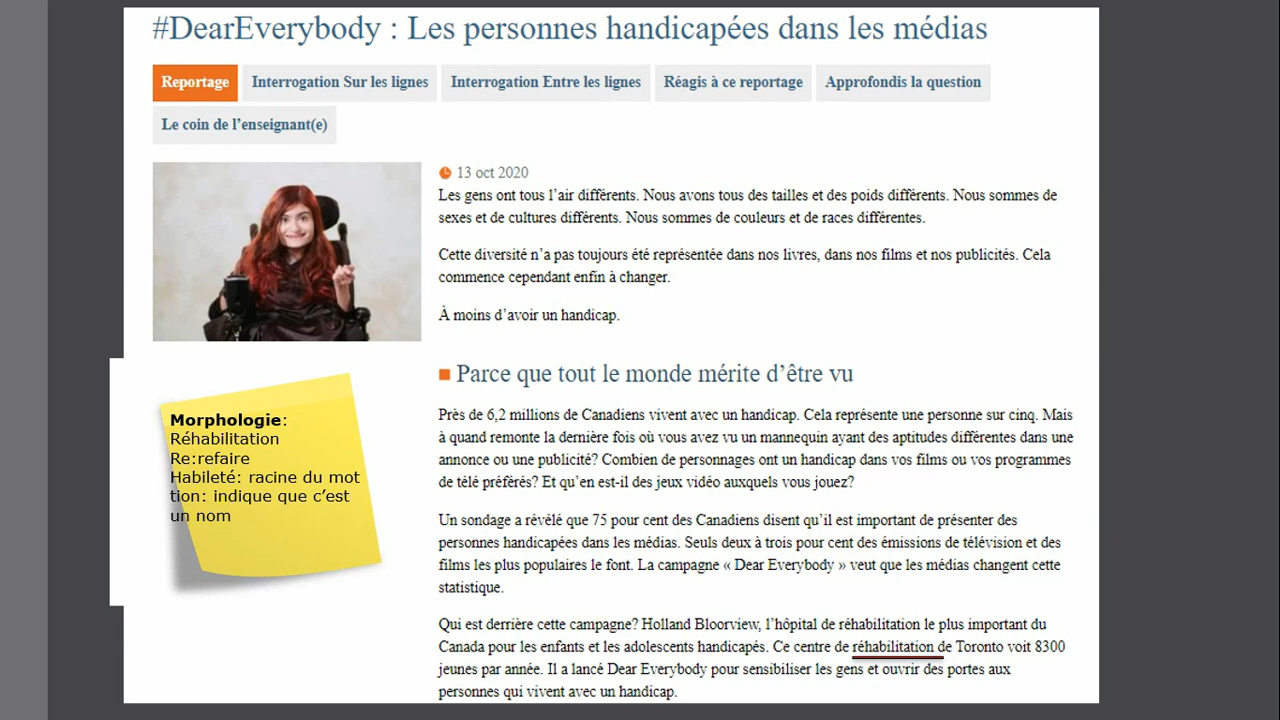 #DearEverybody : Les personnes handicapées dans les médias
Reportage
Interrogation Sur les lignes
Interrogation Entre les lignes
Réagis à ce reportage
Approfondis la question
Le coin de l’enseignant(e)
13 oct 2020
Les gens ont tous l’air différents. Nous avons tous des tailles et des poids différents. Nous sommes de
sexes et de cultures différents. Nous sommes de couleurs et de races différentes.
Cette diversité n’a pas toujours été représentée dans nos livres, dans nos films et nos publicités. Cela
commence cependant enfin à changer.
À moins d’avoir un handicap.
Parce que tout le monde mérite d’être vu
Près de 6,2 millions de Canadiens vivent avec un handicap. Cela représente une personne sur cinq. Mais
à quand remonte la dernière fois où vous avez vu un mannequin ayant des aptitudes différentes dans une
annonce ou une publicité? Combien de personnages ont un handicap dans vos films ou vos programmes
de télé préférés? Et qu’en est-il des jeux vidéo auxquels vous jouez?
Un sondage a révélé que 75 pour cent des Canadiens disent qu’il est important de présenter des
personnes handicapées dans les médias. Seuls deux à trois pour cent des émissions de télévision et des
films les plus populaires le font. La campagne « Dear Everybody » veut que les médias changent cette
statistique.
Qui est derrière cette campagne? Holland Bloorview, l’hôpital de réhabilitation le plus important du
Canada pour les enfants et les adolescents handicapés. Ce centre de réhabilitation de Toronto voit 8300
jeunes par année. Il a lancé Dear Everybody pour sensibiliser les gens et ouvrir des portes aux
personnes qui vivent avec un handicap.
Morphologie:
Réhabilitation
Re:refaire
Habileté: racine du mot
tion: indique que c’est
un nom